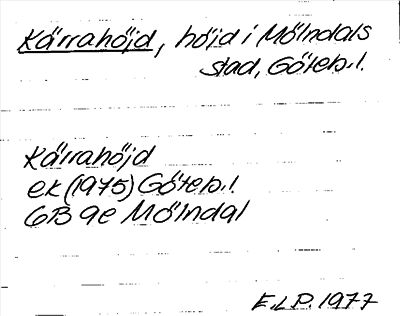 Kärrahöjd, höjd i Mölndals
stad, Göteb.l.
Kärrahöjd
ek (1975) Göteb.l.
6B 9e Mölndal
E.L.P. 1977